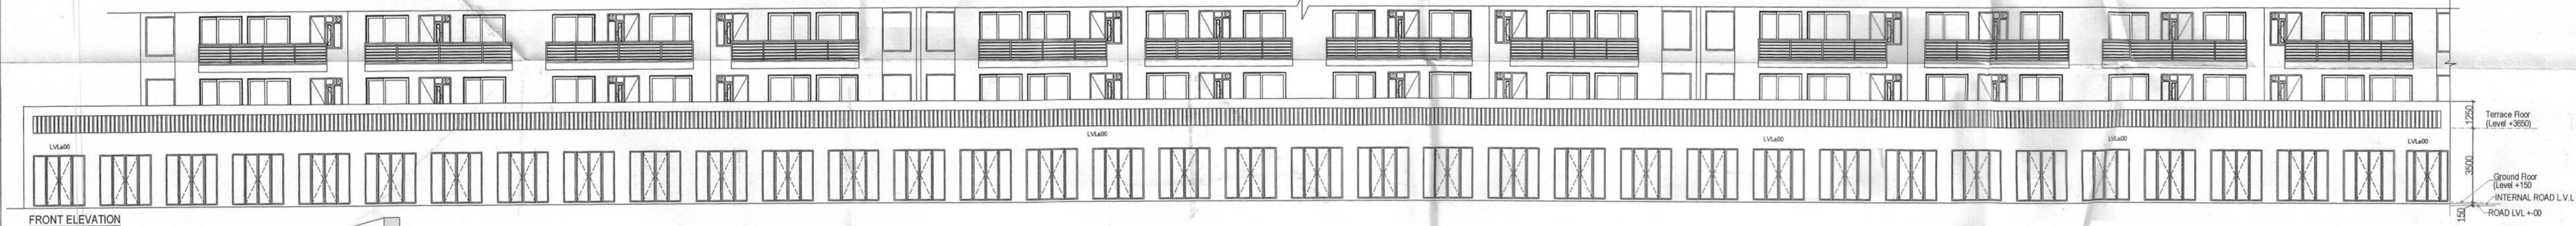 LVL±00
LVL±00
LVL±00
LVL±00
LVL±00
1250
Terrace Floor
(Level +3650)
3500
Ground Floor
(Level +150
INTERNAL ROAD L.V.L
150
ROAD LVL +-00
FRONT ELEVATION